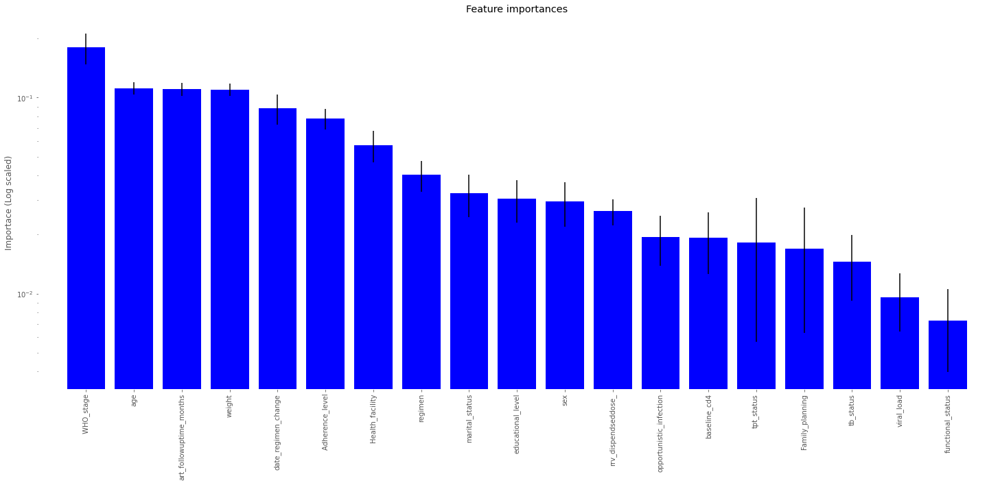 Feature importances
Importace (Log scaled)
10⁻¹
10⁻²
WHO_stage
age
art_followuptime_months
weight
date_regimen_change
Adherence_level
Health_facility
regimen
marital_status
educational_level
sex
rrv_dispendseddose_
opportunistic_infection
baseline_cd4
tpt_status
Family_planning
tb_status
viral_load
functional_status